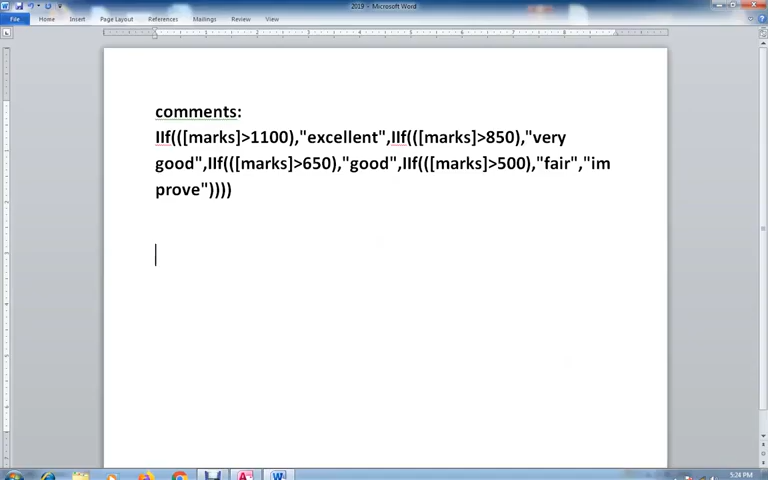 2019 - Microsoft Word
File Home Insert Page Layout References Mailings Review View
comments:
IIf(([marks]>1100),"excellent",IIf(([marks]>850),"very
good",IIf(([marks]>650),"good",IIf(([marks]>500),"fair","im
prove"))))
5:24 PM